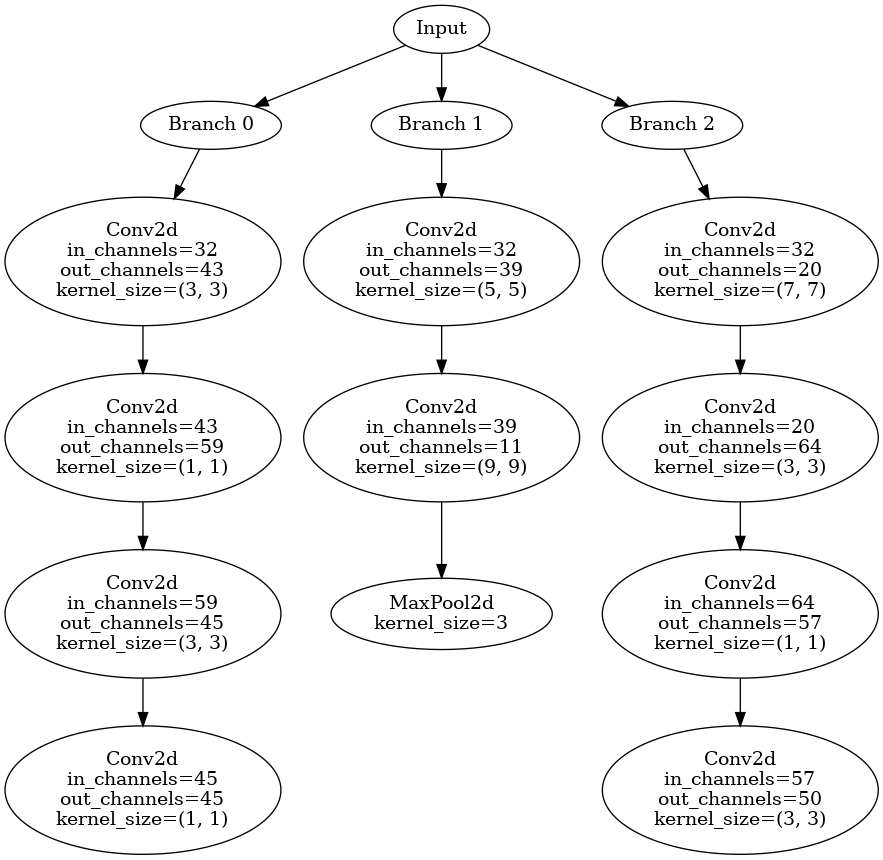 Input
Branch 0
Branch 1
Branch 2
Conv2d
in_channels=32
out_channels=43
kernel_size=(3, 3)
Conv2d
in_channels=32
out_channels=39
kernel_size=(5, 5)
Conv2d
in_channels=32
out_channels=20
kernel_size=(7, 7)
Conv2d
in_channels=43
out_channels=59
kernel_size=(1, 1)
Conv2d
in_channels=39
out_channels=11
kernel_size=(9, 9)
Conv2d
in_channels=20
out_channels=64
kernel_size=(3, 3)
Conv2d
in_channels=59
out_channels=45
kernel_size=(3, 3)
MaxPool2d
kernel_size=3
Conv2d
in_channels=64
out_channels=57
kernel_size=(1, 1)
Conv2d
in_channels=45
out_channels=45
kernel_size=(1, 1)
Conv2d
in_channels=57
out_channels=50
kernel_size=(3, 3)